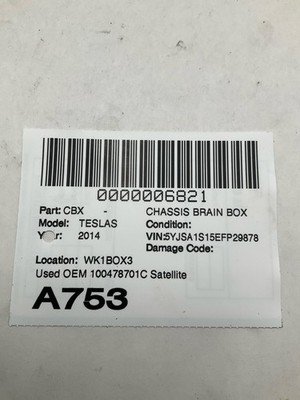 0000006821
Part: CBX - CHASSIS BRAIN BOX
Model: TESLAS Condition:
Year: 2014 VIN:5YJSA1S15EFP29878
Damage Code:
Location: WK1BOX3
Used OEM 100478701C Satellite
A753